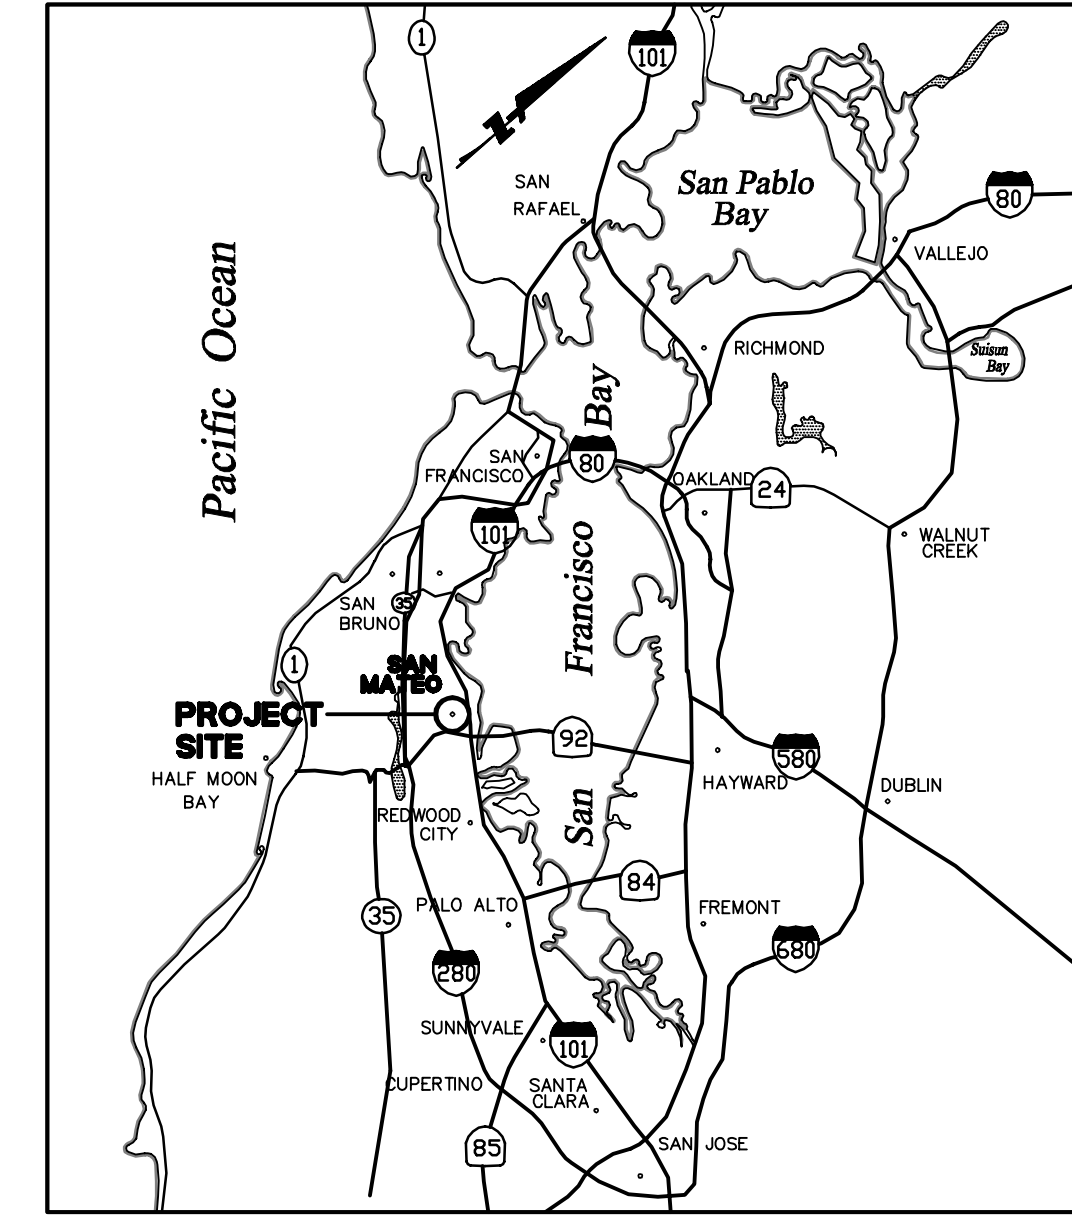 1
101
N
SAN
RAFAEL
San Pablo
Bay
80
VALLEJO
Pacific Ocean
RICHMOND
Suisun
Bay
San Francisco Bay
SAN
FRANCISCO
80
OAKLAND
24
101
WALNUT
CREEK
SAN
BRUNO
35
1
SAN
MATEO
PROJECT
SITE
92
580
HALF MOON
BAY
HAYWARD
DUBLIN
REDWOOD
CITY
84
PALO ALTO
FREMONT
35
680
280
SUNNYVALE
101
CUPERTINO
SANTA
CLARA
85
SAN JOSE